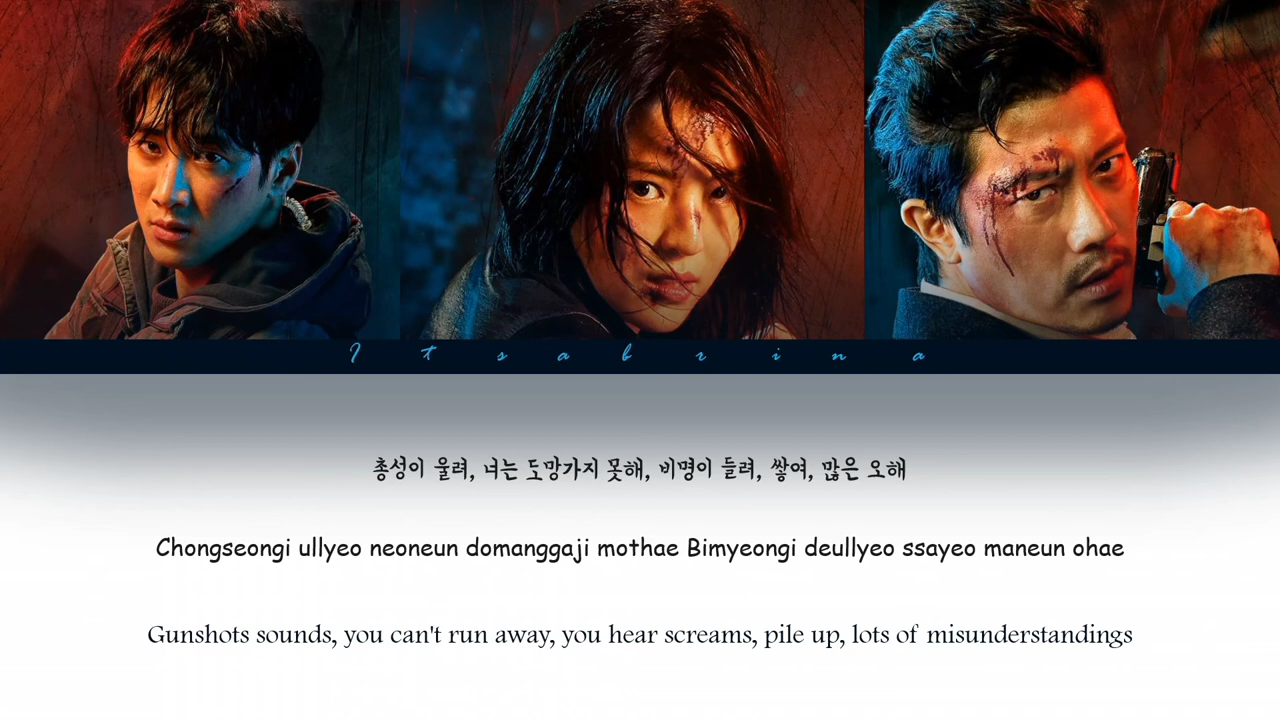 Itsabrina
총성이 울려, 너는 도망가지 못해, 비명이 들려, 쌓여, 많은 오해
Chongseongi ullyeo neoneun domanggaji mothae Bimyeongi deullyeo ssayeo maneun ohae
Gunshots sounds, you can't run away, you hear screams, pile up, lots of misunderstandings